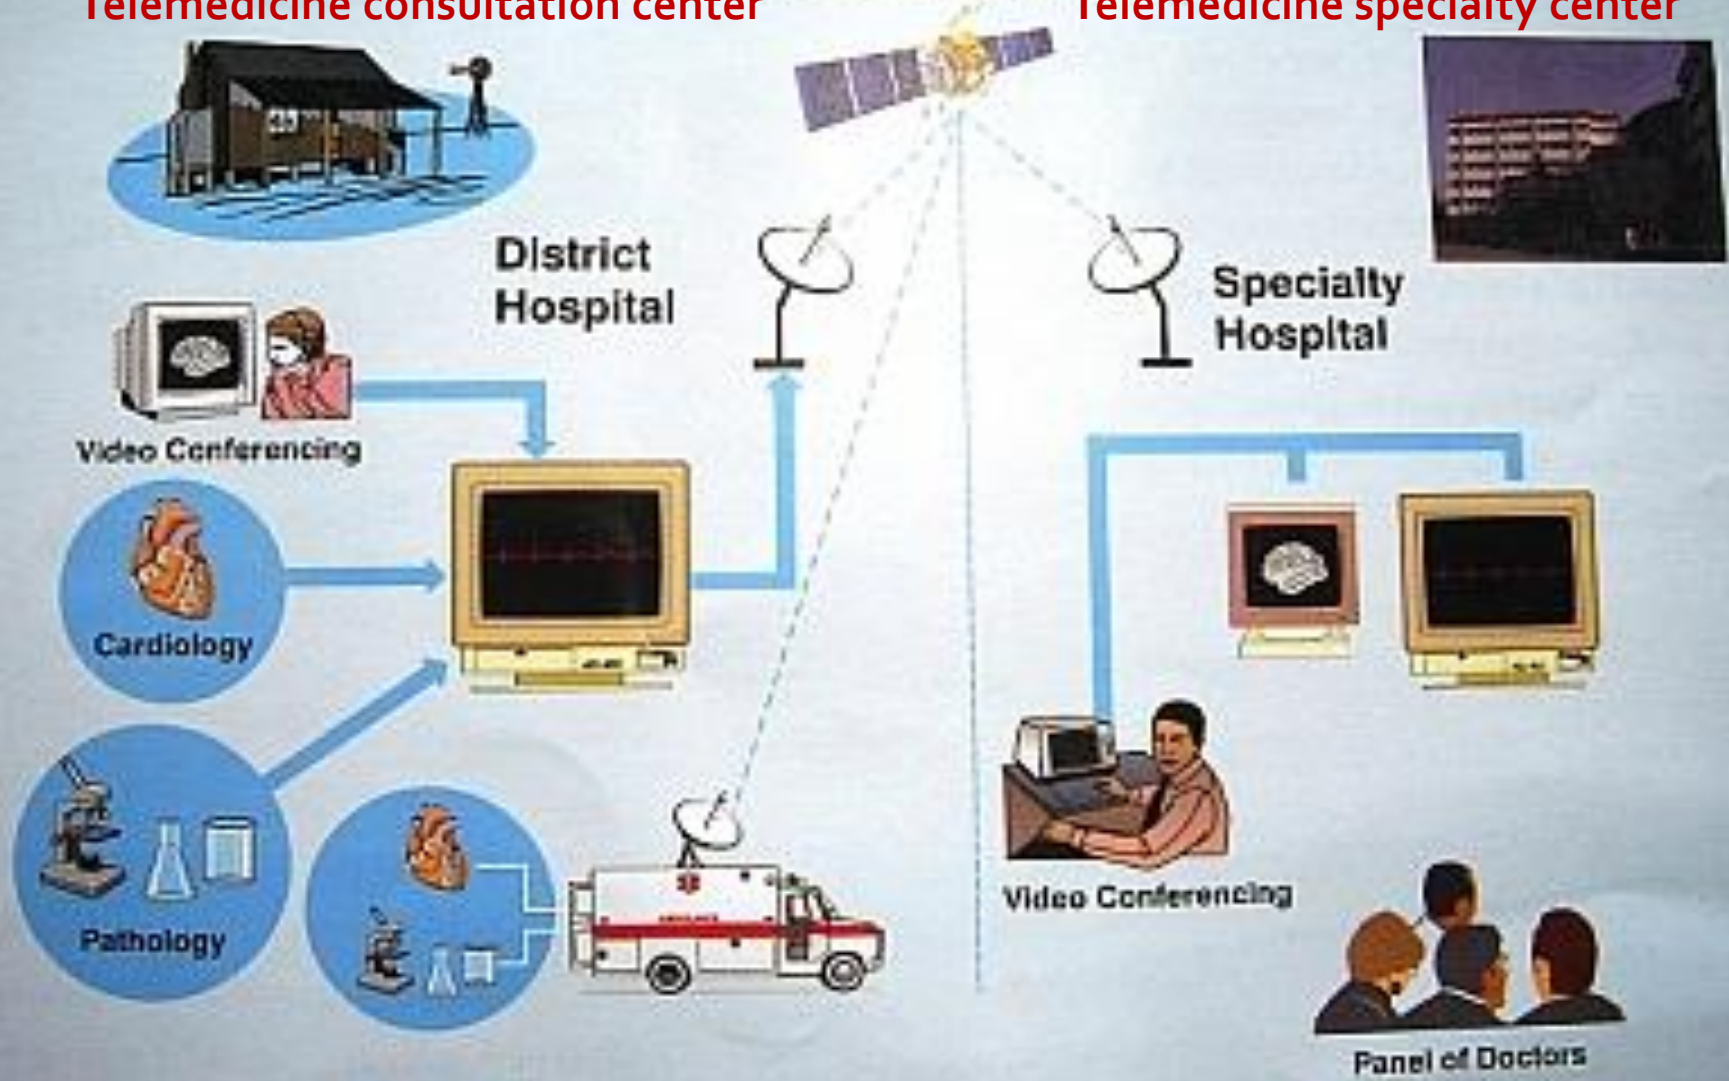 Telemedicine consultation center
Telemedicine specialty center
District
Hospital
Specialty
Hospital
Video Conferencing
Cardiology
Pathology
Video Conferencing
Panel of Doctors